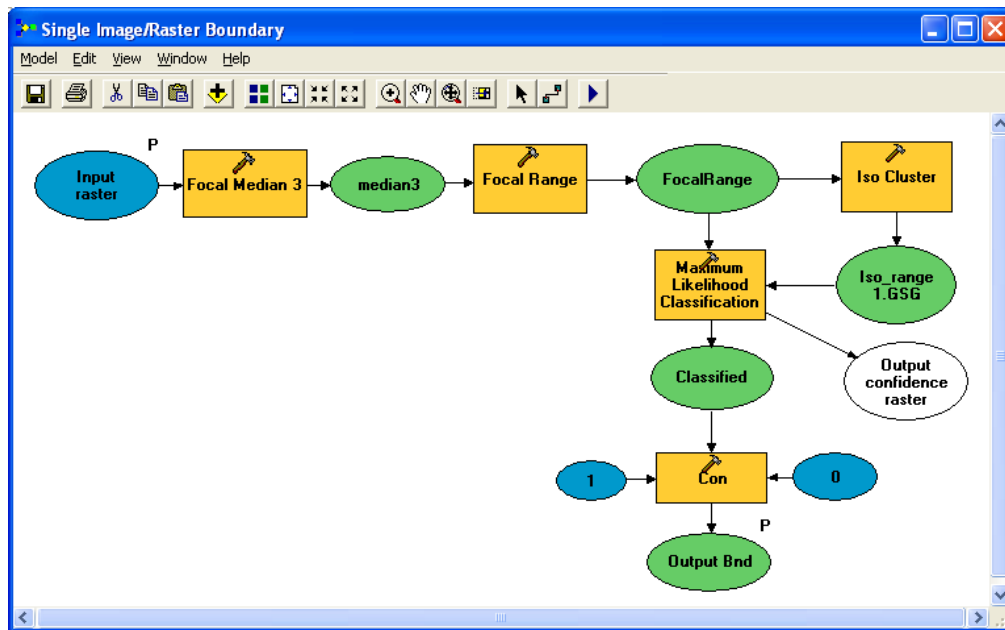 Single Image/Raster Boundary
Model Edit View Window Help
P
Input
raster
Focal Median 3
median3
Focal Range
FocalRange
Iso Cluster
Maximum
Likelihood
Classification
Iso_range
1.GSG
Classified
Output
confidence
raster
1
Con
0
P
Output Bnd